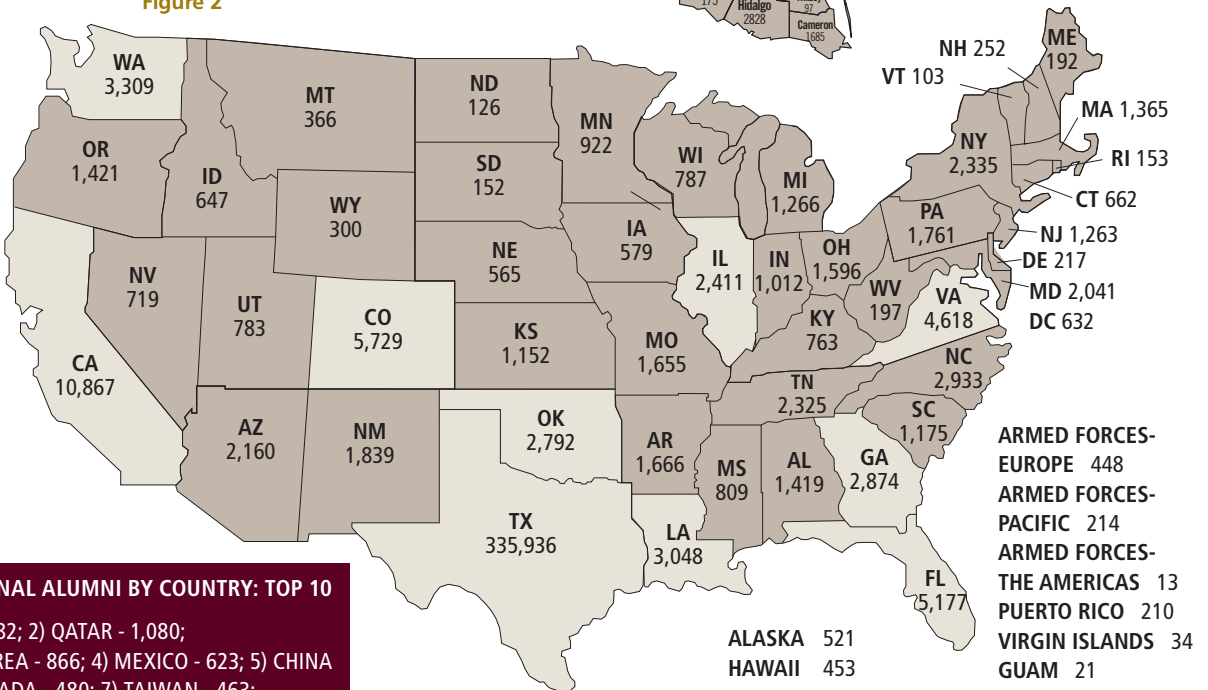 Figure 2
175
Hidalgo
2828
97
Cameron
1685
WA
3,309
OR
1,421
ID
647
MT
366
WY
300
ND
126
SD
152
NE
565
KS
1,152
MN
922
IA
579
MO
1,655
WI
787
IL
2,411
MI
1,266
IN
1,012
OH
1,596
KY
763
WV
197
PA
1,761
NY
2,335
ME
192
NH 252
VT 103
MA 1,365
RI 153
CT 662
NJ 1,263
DE 217
MD 2,041
DC 632
VA
4,618
NC
2,933
SC
1,175
TN
2,325
GA
2,874
AL
1,419
MS
809
AR
1,666
LA
3,048
FL
5,177
OK
2,792
TX
335,936
NM
1,839
AZ
2,160
CO
5,729
UT
783
NV
719
CA
10,867
ARMED FORCES-
EUROPE 448
ARMED FORCES-
PACIFIC 214
ARMED FORCES-
THE AMERICAS 13
PUERTO RICO 210
VIRGIN ISLANDS 34
GUAM 21
ALASKA 521
HAWAII 453
NAL ALUMNI BY COUNTRY: TOP 10
32; 2) QATAR - 1,080;
REA - 866; 4) MEXICO - 623; 5) CHINA
ADA - 480; 7) TAIWAN - 463;